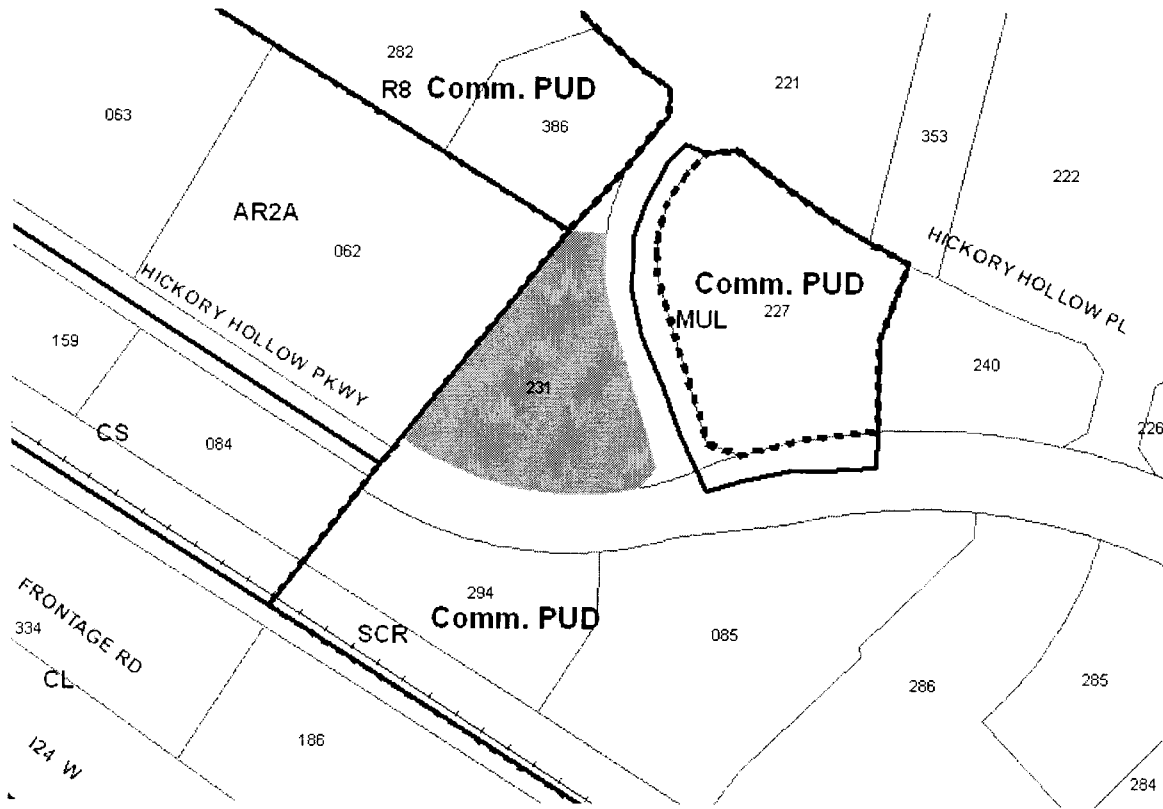 282
R8 Comm. PUD
221
063
386
353
222
AR2A
062
HICKORY HOLLOW PL
HICKORY HOLLOW PKWY
Comm. PUD
227
MUL
159
240
231
CS
084
226
294
Comm. PUD
SCR
085
FRONTAGE RD
334
CL
286
285
186
I24 W
284